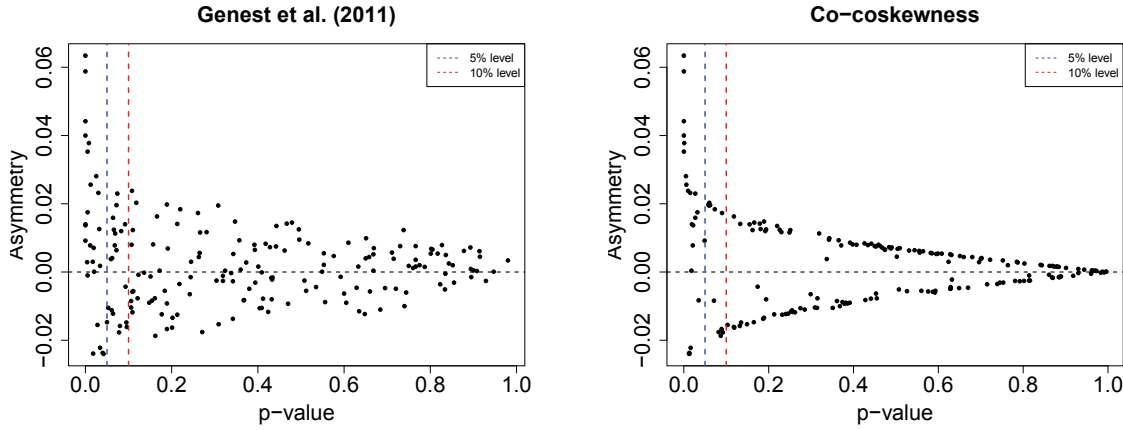 Genest et al. (2011)
5% level
10% level
Asymmetry
0.06
0.04
0.02
0.00
−0.02
0.0 0.2 0.4 0.6 0.8 1.0
p−value
Co−coskewness
5% level
10% level
Asymmetry
0.06
0.04
0.02
0.00
−0.02
0.0 0.2 0.4 0.6 0.8 1.0
p−value